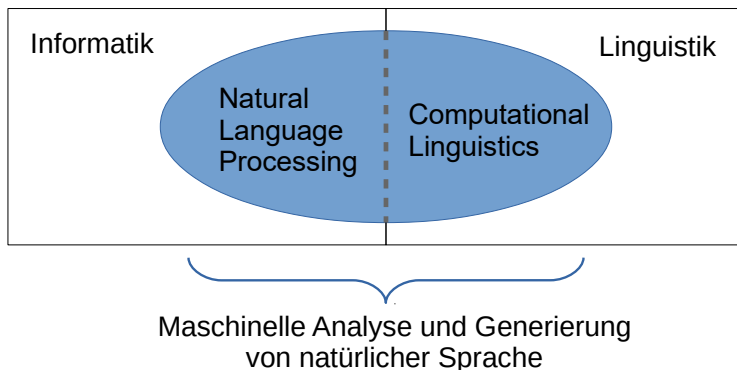 Informatik
Linguistik
Natural
Language
Processing
Computational
Linguistics
Maschinelle Analyse und Generierung
von natürlicher Sprache